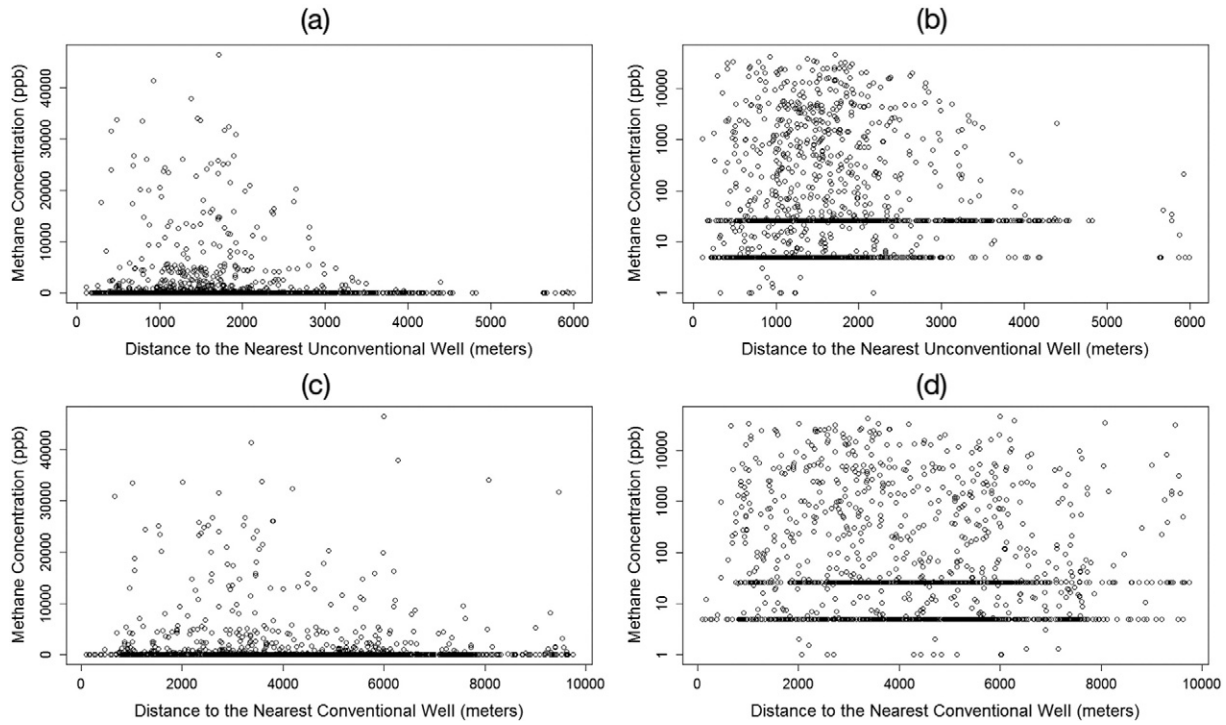 (a)
Methane Concentration (ppb)
40000
30000
20000
10000
0
0 1000 2000 3000 4000 5000 6000
Distance to the Nearest Unconventional Well (meters)
(b)
Methane Concentration (ppb)
10000
1000
100
10
1
0 1000 2000 3000 4000 5000 6000
Distance to the Nearest Unconventional Well (meters)
(c)
Methane Concentration (ppb)
40000
30000
20000
10000
0
0 2000 4000 6000 8000 10000
Distance to the Nearest Conventional Well (meters)
(d)
Methane Concentration (ppb)
10000
1000
100
10
1
0 2000 4000 6000 8000 10000
Distance to the Nearest Conventional Well (meters)